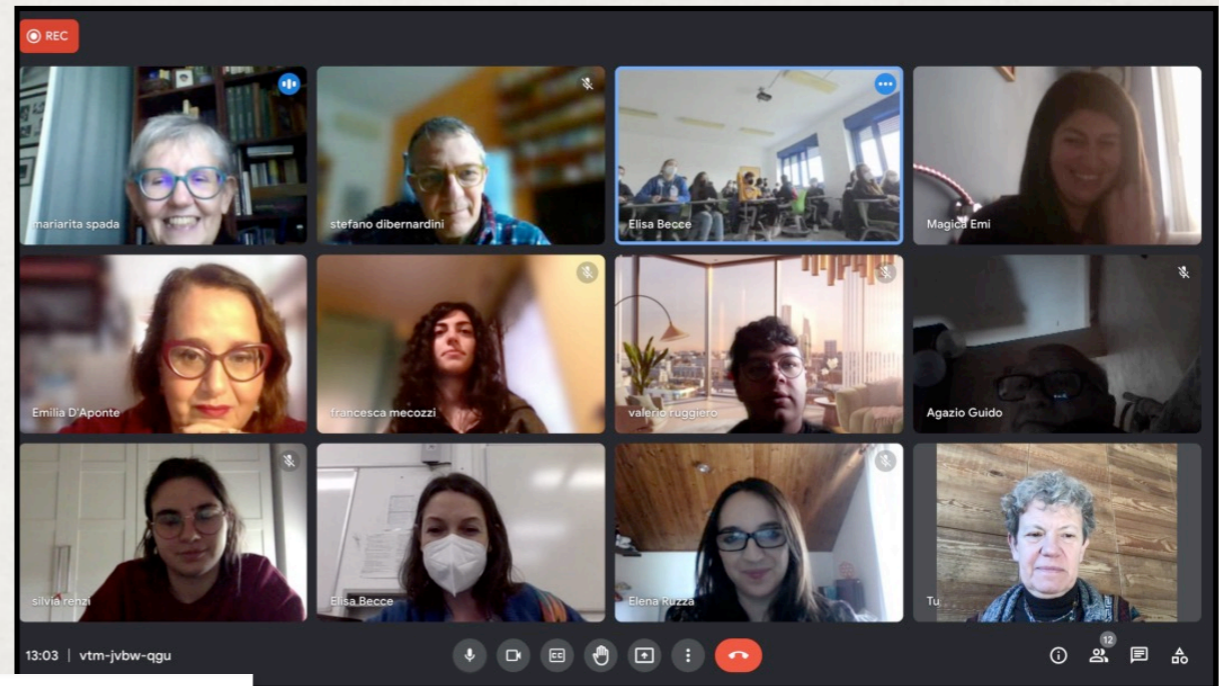 REC
mariarita spada
stefano dibernardini
Elisa Becce
Magica Emi
Emilia D'Aponte
francesca mecozzi
valerio ruggiero
Agazio Guido
silvia renzi
Elisa Becce
Elena Ruzza
Tu
12
13:03 | vtm-jvbw-qgu
CC